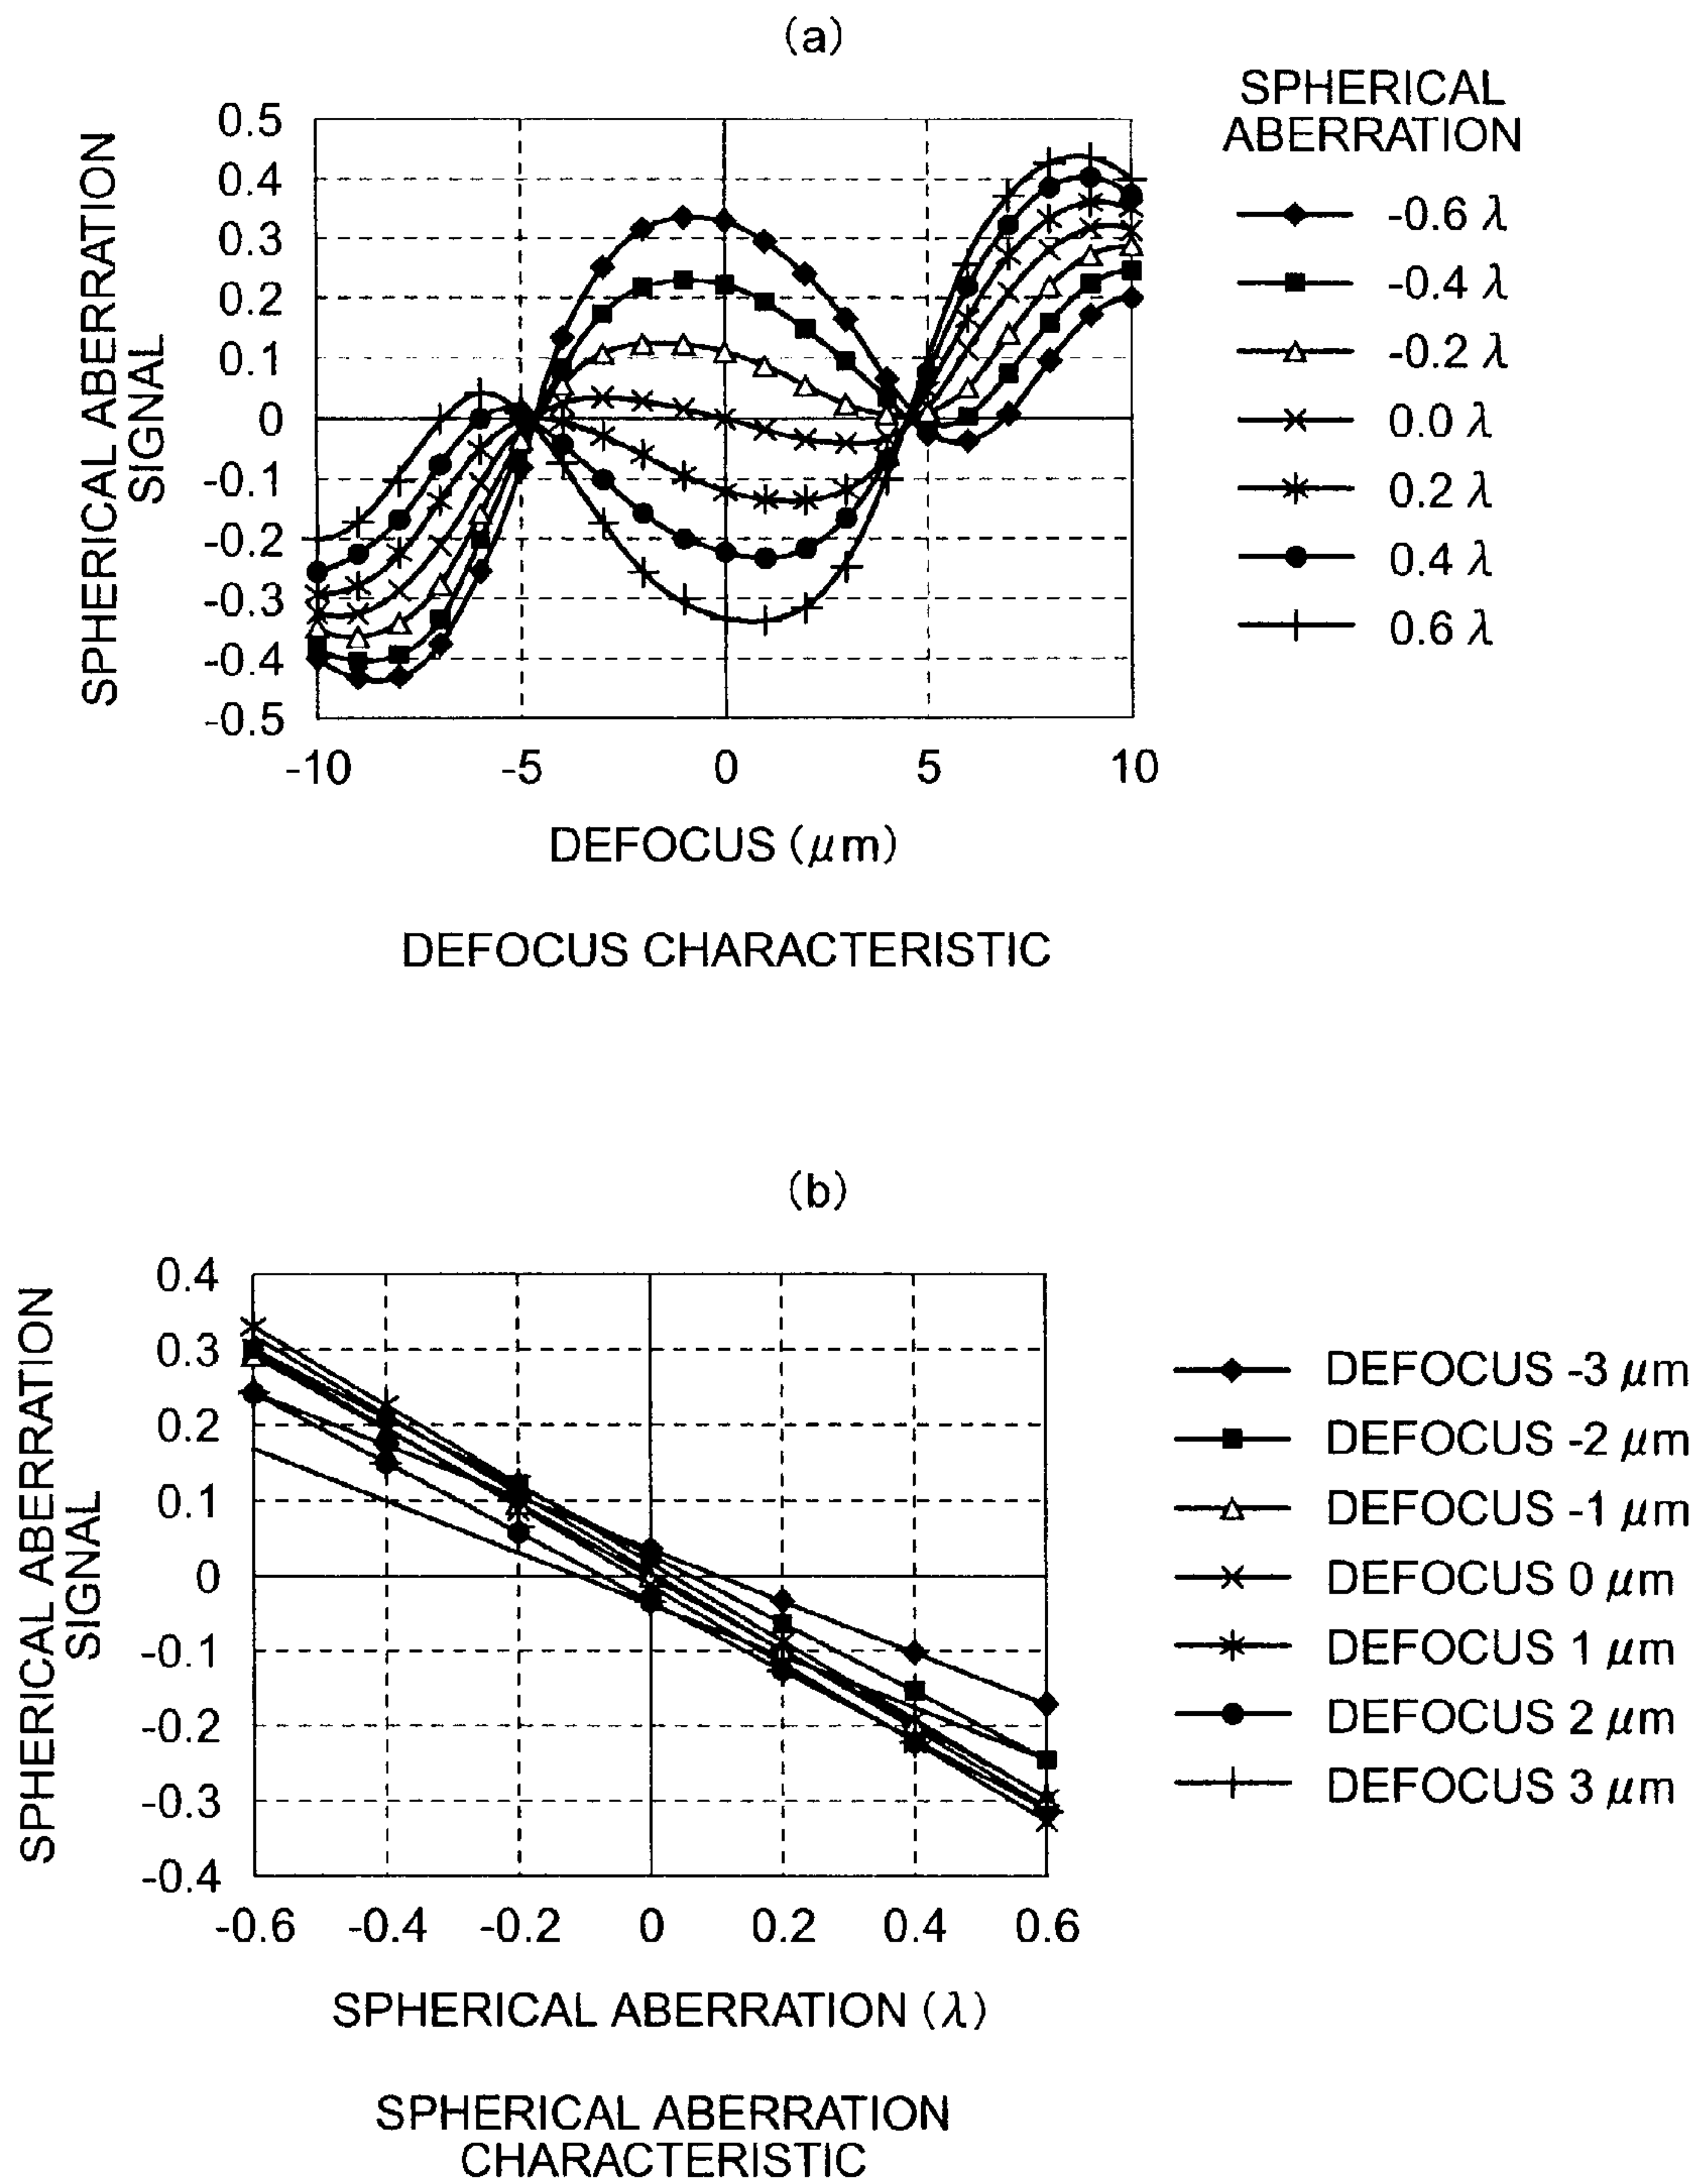 (a)
SPHERICAL ABERRATION
SIGNAL
0.5
0.4
0.3
0.2
0.1
0
-0.1
-0.2
-0.3
-0.4
-0.5
-10
-5
0
5
10
DEFOCUS (μm)
DEFOCUS CHARACTERISTIC
SPHERICAL
ABERRATION
-0.6 λ
-0.4 λ
-0.2 λ
0.0 λ
0.2 λ
0.4 λ
0.6 λ
(b)
SPHERICAL ABERRATION
SIGNAL
0.4
0.3
0.2
0.1
0
-0.1
-0.2
-0.3
-0.4
-0.6
-0.4
-0.2
0
0.2
0.4
0.6
SPHERICAL ABERRATION (λ)
SPHERICAL ABERRATION
CHARACTERISTIC
DEFOCUS -3 μm
DEFOCUS -2 μm
DEFOCUS -1 μm
DEFOCUS 0 μm
DEFOCUS 1 μm
DEFOCUS 2 μm
DEFOCUS 3 μm